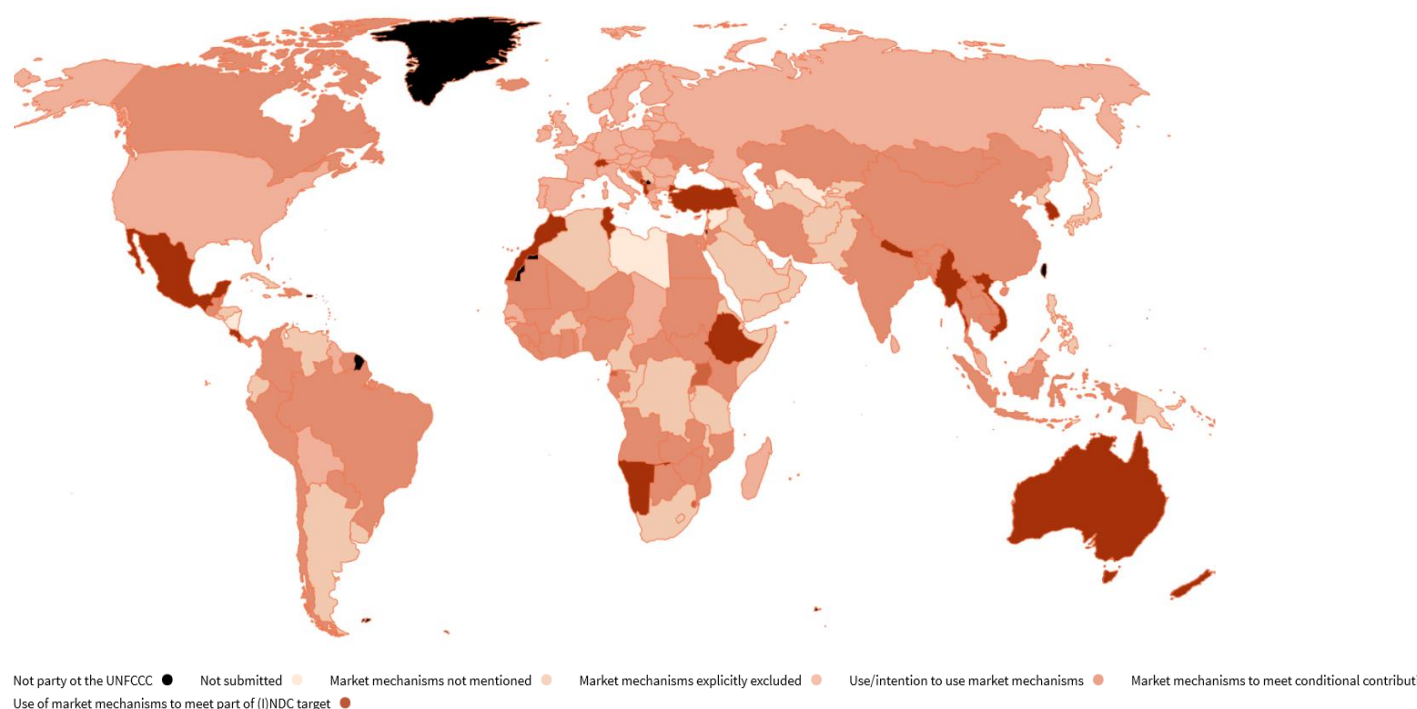 Not party ot the UNFCCC Not submitted Market mechanisms not mentioned Market mechanisms explicitly excluded Use/intention to use market mechanisms Market mechanisms to meet conditional contributi
Use of market mechanisms to meet part of (I)NDC target